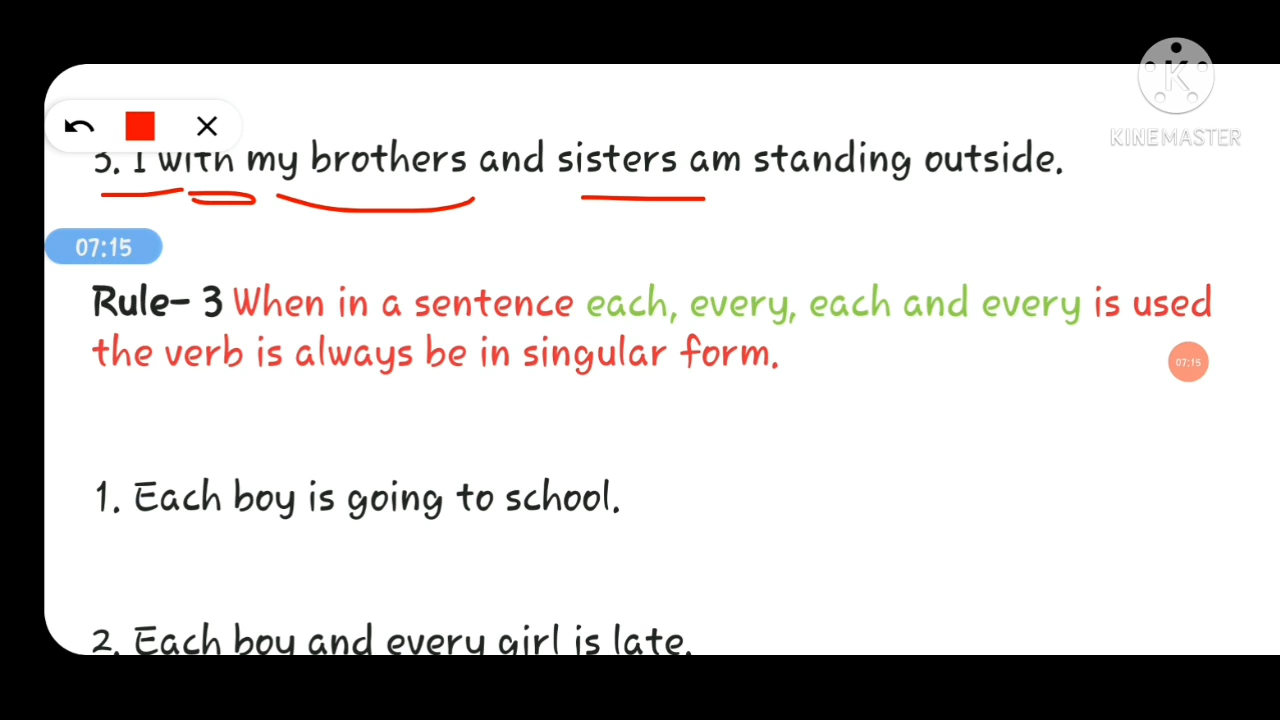 KINEMASTER
3. I with my brothers and sisters am standing outside.
07:15
Rule- 3 When in a sentence each, every, each and every is used
the verb is always be in singular form.
07:15
1. Each boy is going to school.
2. Each boy and every girl is late.